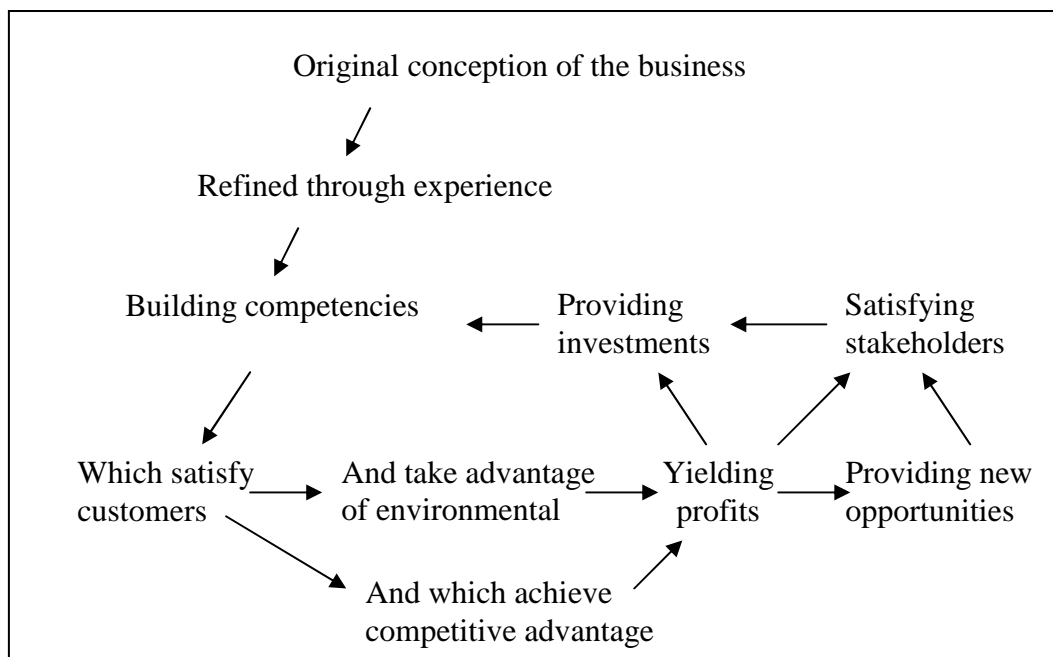 Original conception of the business
Refined through experience
Building competencies
Providing
investments
Satisfying
stakeholders
Which satisfy
customers
And take advantage
of environmental
Yielding
profits
Providing new
opportunities
And which achieve
competitive advantage